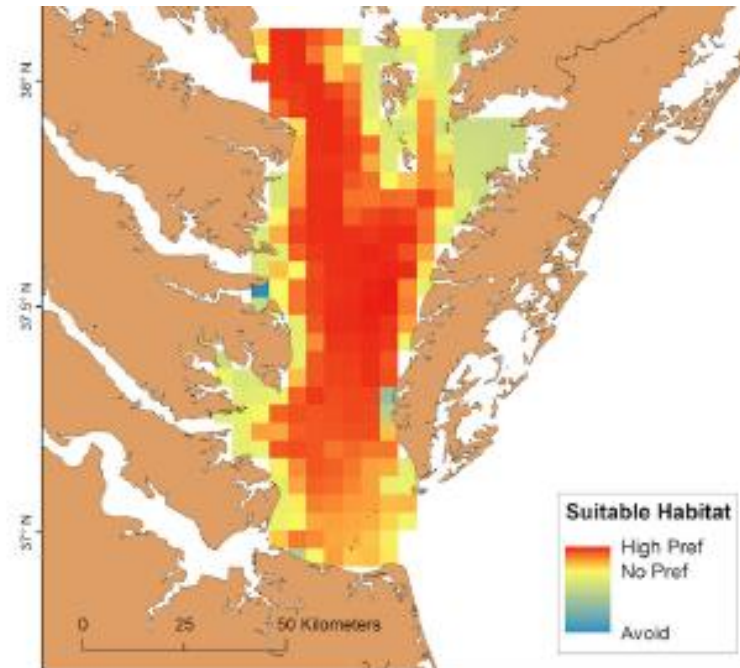 38° N
37.5° N
37° N
Suitable Habitat
High Pref
No Pref
Avoid
0 25 50 Kilometers